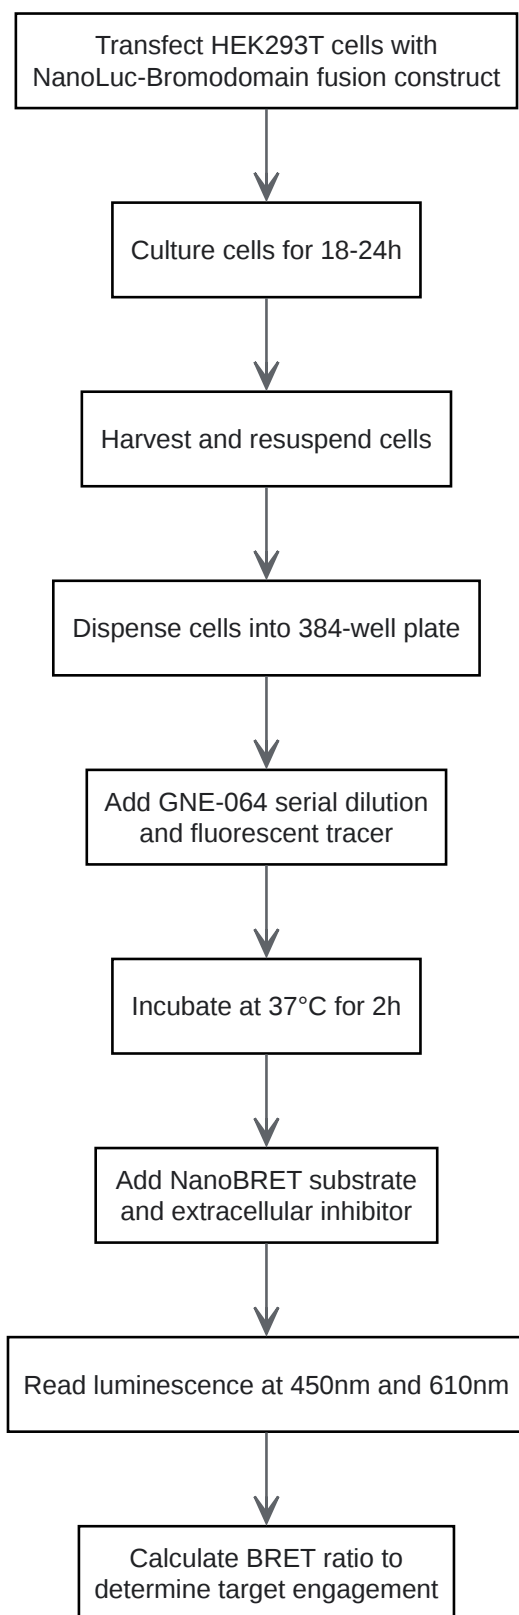 Transfect HEK293T cells with
NanoLuc-Bromodomain fusion construct
Culture cells for 18-24h
Harvest and resuspend cells
Dispense cells into 384-well plate
Add GNE-064 serial dilution
and fluorescent tracer
Incubate at 37°C for 2h
Add NanoBRET substrate
and extracellular inhibitor
Read luminescence at 450nm and 610nm
Calculate BRET ratio to
determine target engagement